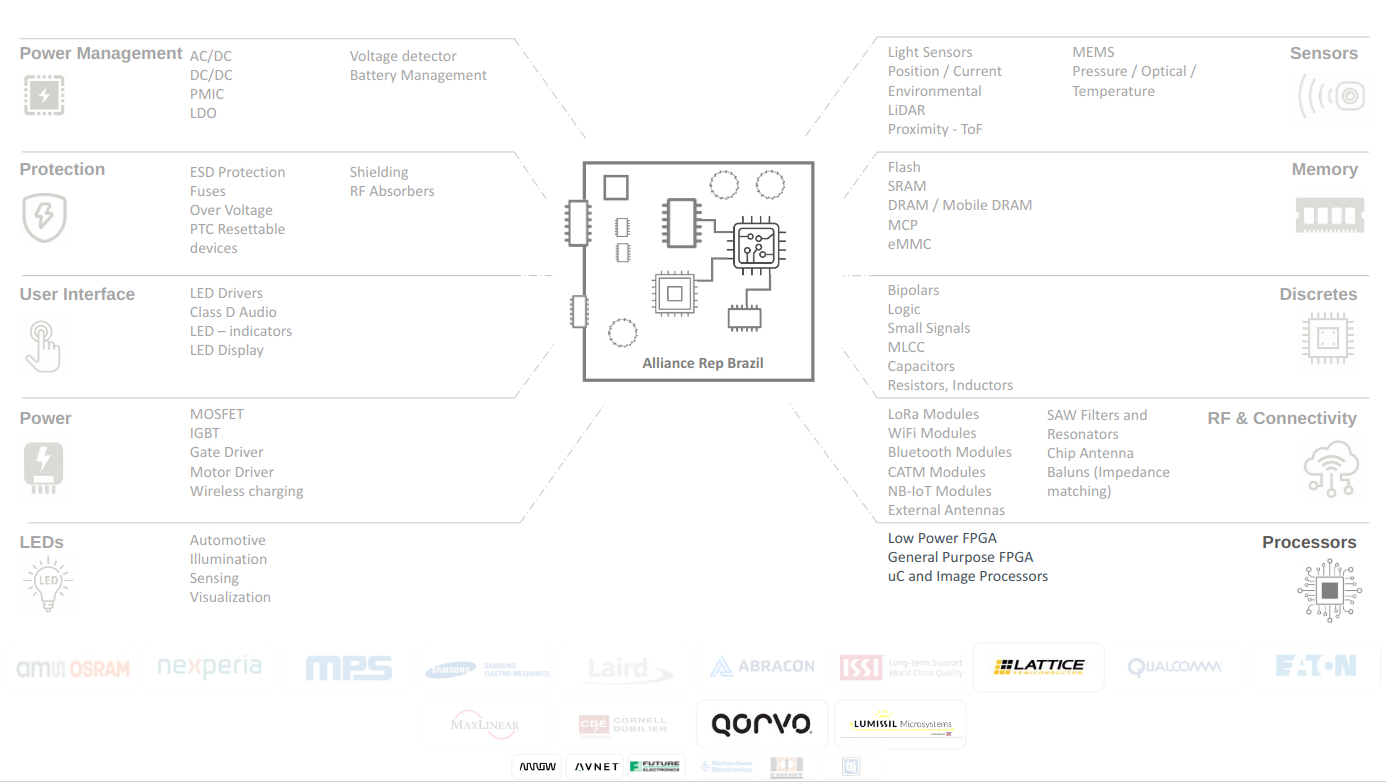 Power Management
AC/DC
DC/DC
PMIC
LDO
Voltage detector
Battery Management
Protection
ESD Protection
Fuses
Over Voltage
PTC Resettable
devices
Shielding
RF Absorbers
User Interface
LED Drivers
Class D Audio
LED – indicators
LED Display
Power
MOSFET
IGBT
Gate Driver
Motor Driver
Wireless charging
LEDs
LED
Automotive
Illumination
Sensing
Visualization
Alliance Rep Brazil
Light Sensors
Position / Current
Environmental
LiDAR
Proximity - ToF
MEMS
Pressure / Optical /
Temperature
Sensors
Flash
SRAM
DRAM / Mobile DRAM
MCP
eMMC
Memory
Bipolars
Logic
Small Signals
MLCC
Capacitors
Resistors, Inductors
Discretes
LoRa Modules
WiFi Modules
Bluetooth Modules
CATM Modules
NB-IoT Modules
External Antennas
SAW Filters and
Resonators
Chip Antenna
Baluns (Impedance
matching)
RF & Connectivity
Low Power FPGA
General Purpose FPGA
uC and Image Processors
Processors
amu OSRAM
nexperia
MPS
SAMSUNG
SAMSUNG
ELECTRO-MECHANICS
Laird
ABRACON
ISSI
Long-term Support
World Class Quality
LATTICE
SEMICONDUCTOR
QUALCOMM
EATON
MAXLINEAR
CDE
CORNELL
DUBILIER
QORVO
LUMISSIL Microsystems
ARROW
AVNET
FUTURE
ELECTRONICS
Richardson
Electronics